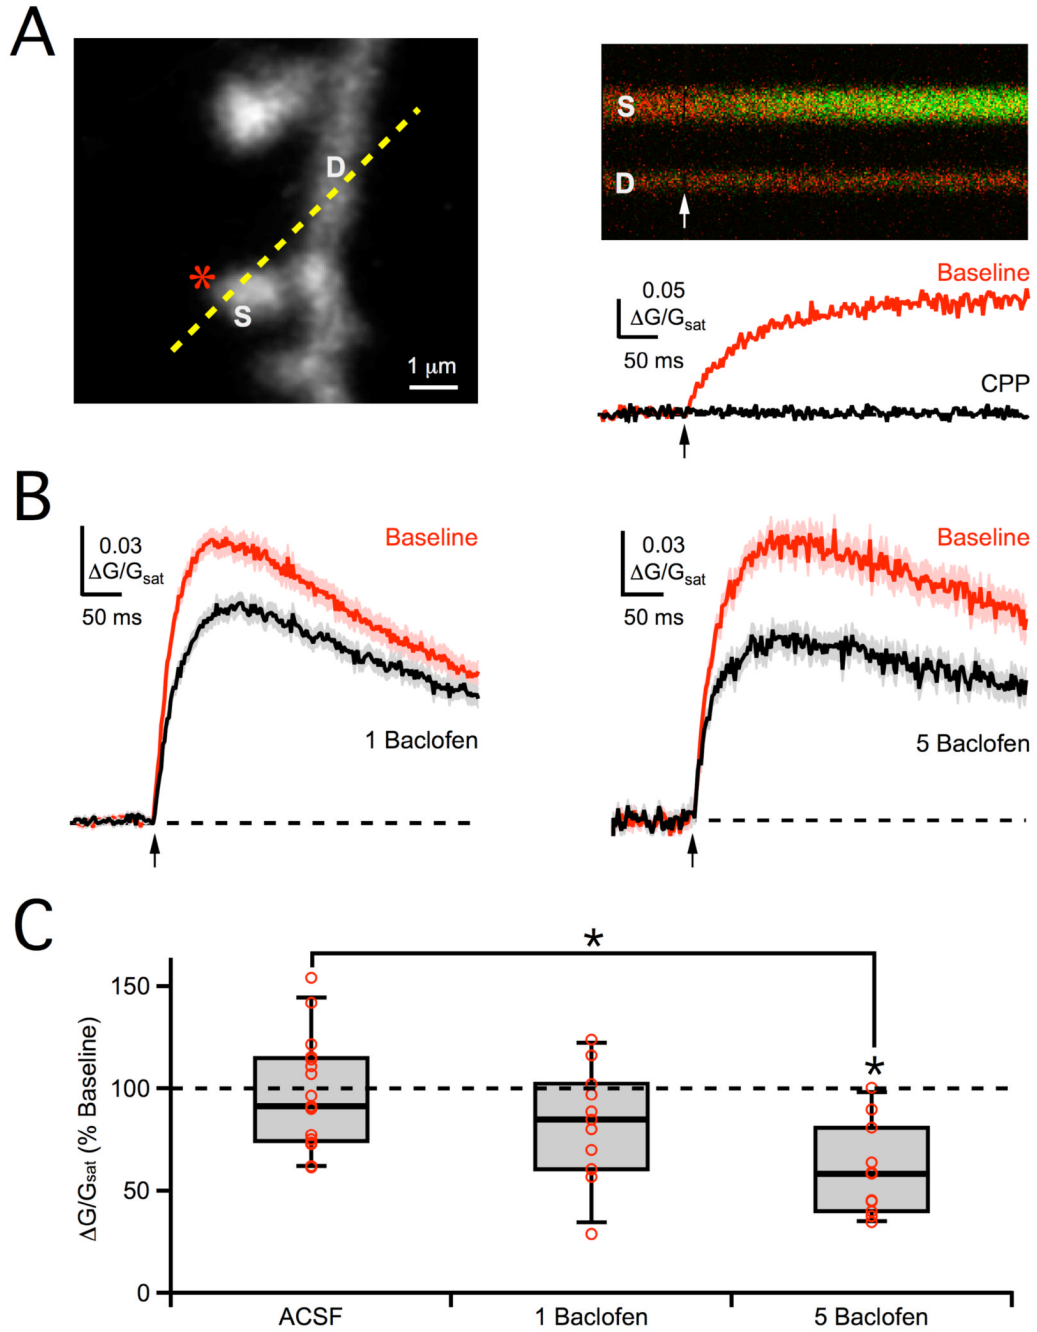 A
D
*
S
1 μm
S
D
Baseline
0.05
ΔG/Gsat
50 ms
CPP
B
0.03
ΔG/Gsat
50 ms
Baseline
1 Baclofen
0.03
ΔG/Gsat
50 ms
Baseline
5 Baclofen
C
*
*
ΔG/Gsat (% Baseline)
150
100
50
0
ACSF
1 Baclofen
5 Baclofen